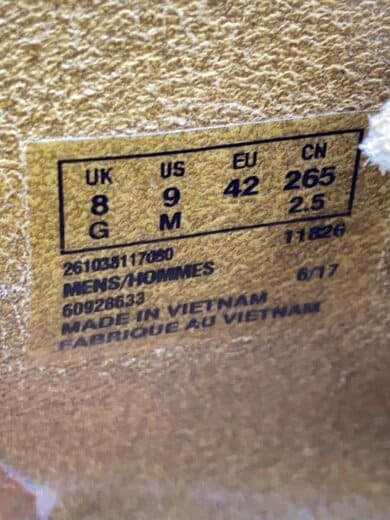 UK US EU CN
8 9 42 265
G M 2.5
261038117080 11826
MENS/HOMMES 6/17
60928633
MADE IN VIETNAM
FABRIQUE AU VIETNAM